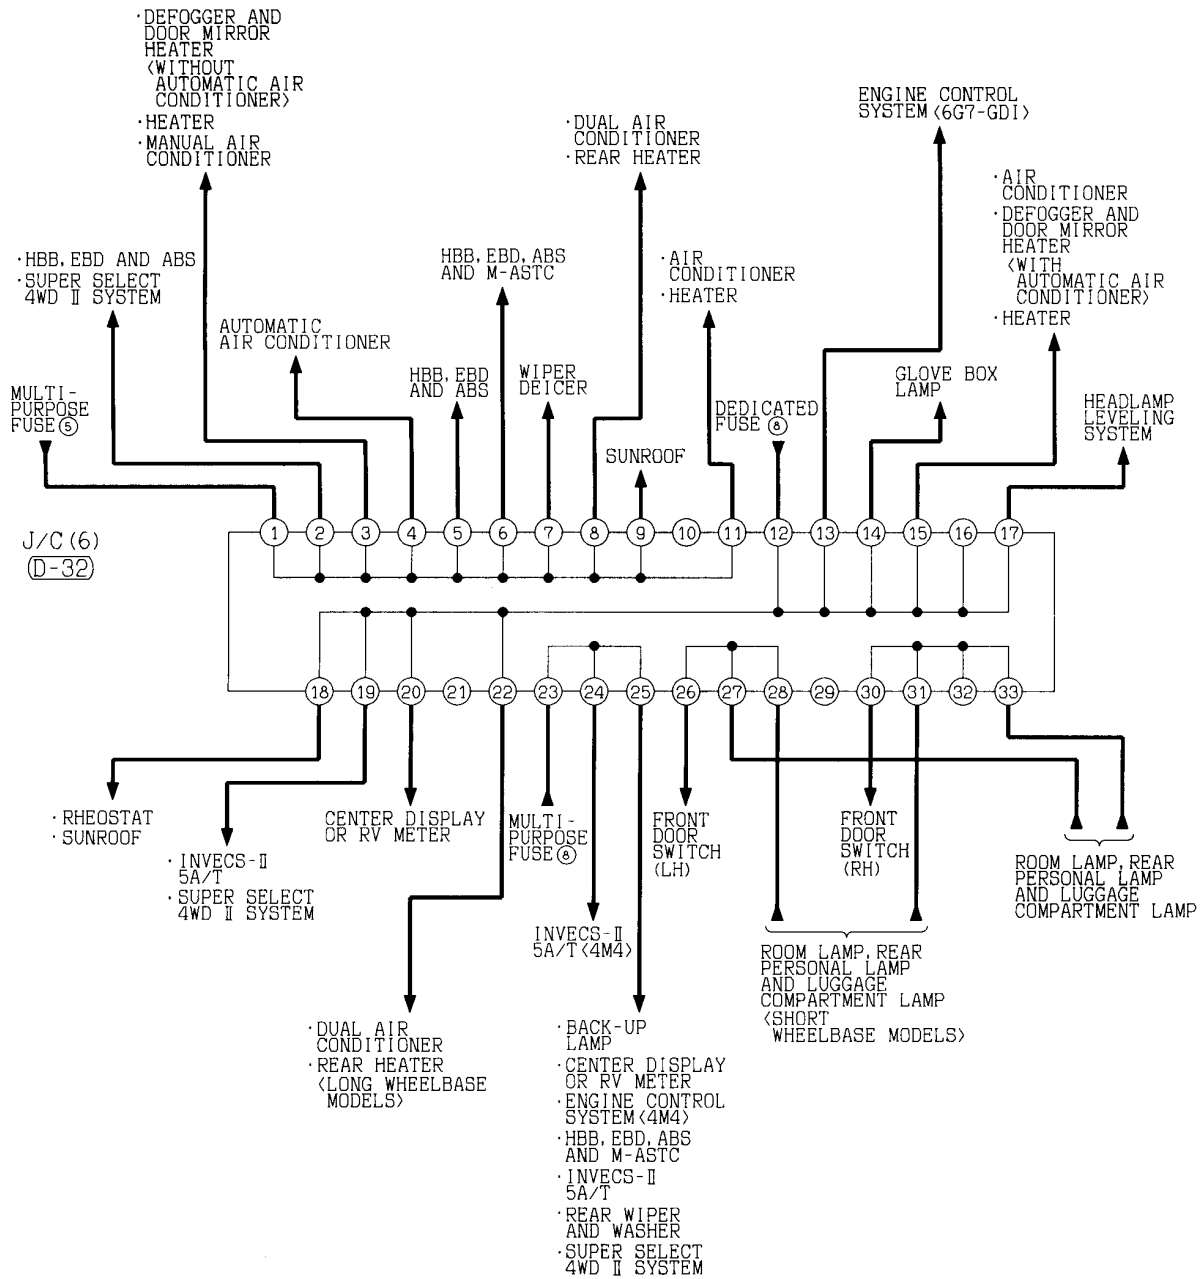 ·DEFOGGER AND
DOOR MIRROR
HEATER
<WITHOUT
AUTOMATIC AIR
CONDITIONER>
·HEATER
·MANUAL AIR
CONDITIONER
·DUAL AIR
CONDITIONER
·REAR HEATER
ENGINE CONTROL
SYSTEM<6G7-GDI>
·AIR
CONDITIONER
·DEFOGGER AND
DOOR MIRROR
HEATER
<WITH
AUTOMATIC AIR
CONDITIONER>
·HEATER
·HBB, EBD AND ABS
·SUPER SELECT
4WD Ⅱ SYSTEM
HBB, EBD, ABS
AND M-ASTC
·AIR
CONDITIONER
·HEATER
AUTOMATIC
AIR CONDITIONER
MULTI-
PURPOSE
FUSE⑤
HBB, EBD
AND ABS
WIPER
DEICER
SUNROOF
DEDICATED
FUSE⑧
GLOVE BOX
LAMP
HEADLAMP
LEVELING
SYSTEM
J/C(6)
D-32
1 2 3 4 5 6 7 8 9 10 11 12 13 14 15 16 17
18 19 20 21 22 23 24 25 26 27 28 29 30 31 32 33
·RHEOSTAT
·SUNROOF
·INVECS-Ⅱ
5A/T
·SUPER SELECT
4WD Ⅱ SYSTEM
CENTER DISPLAY
OR RV METER
MULTI-
PURPOSE
FUSE⑧
FRONT
DOOR
SWITCH
(LH)
FRONT
DOOR
SWITCH
(RH)
ROOM LAMP, REAR
PERSONAL LAMP
AND LUGGAGE
COMPARTMENT LAMP
INVECS-Ⅱ
5A/T<4M4>
ROOM LAMP, REAR
PERSONAL LAMP
AND LUGGAGE
COMPARTMENT LAMP
<SHORT
WHEELBASE MODELS>
·DUAL AIR
CONDITIONER
·REAR HEATER
<LONG WHEELBASE
MODELS>
·BACK-UP
LAMP
·CENTER DISPLAY
OR RV METER
·ENGINE CONTROL
SYSTEM<4M4>
·HBB, EBD, ABS
AND M-ASTC
·INVECS-Ⅱ
5A/T
·REAR WIPER
AND WASHER
·SUPER SELECT
4WD Ⅱ SYSTEM